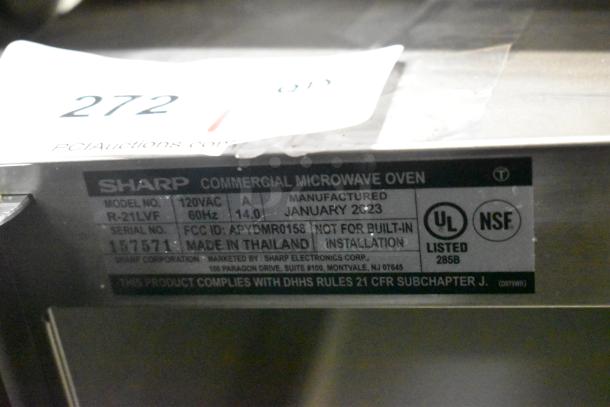 272
QTY
PCIAuctions.com
SHARP COMMERCIAL MICROWAVE OVEN
MODEL NO. 120VAC A MANUFACTURED
R-21LVF 60Hz 14.0 JANUARY 2023
SERIAL NO. FCC ID: APYDMR0158 NOT FOR BUILT-IN
157571 MADE IN THAILAND INSTALLATION
SHARP CORPORATION MARKETED BY: SHARP ELECTRONICS CORP.,
100 PARAGON DRIVE, SUITE #100, MONTVALE, NJ 07645
UL
LISTED
285B
NSF
T
THIS PRODUCT COMPLIES WITH DHHS RULES 21 CFR SUBCHAPTER J.